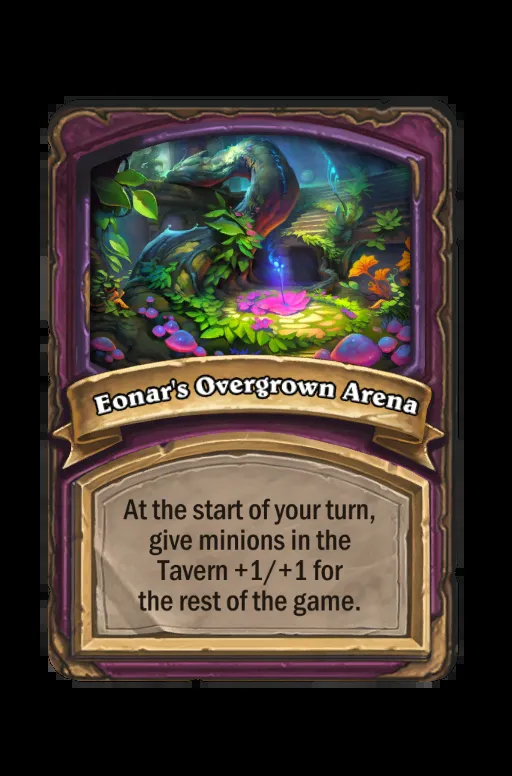 Eonar's Overgrown Arena
At the start of your turn,
give minions in the
Tavern +1/+1 for
the rest of the game.